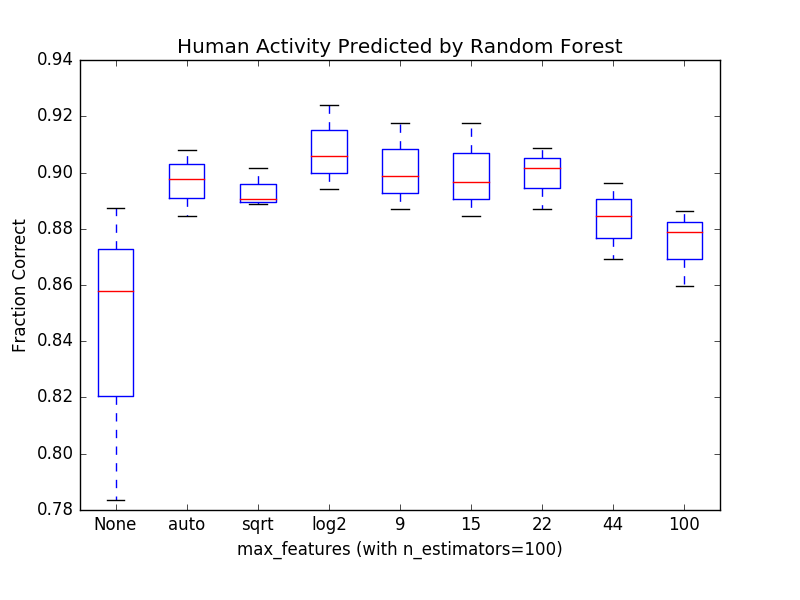 Human Activity Predicted by Random Forest
0.94
0.92
0.90
0.88
0.86
0.84
0.82
0.80
0.78
Fraction Correct
None auto sqrt log2 9 15 22 44 100
max_features (with n_estimators=100)